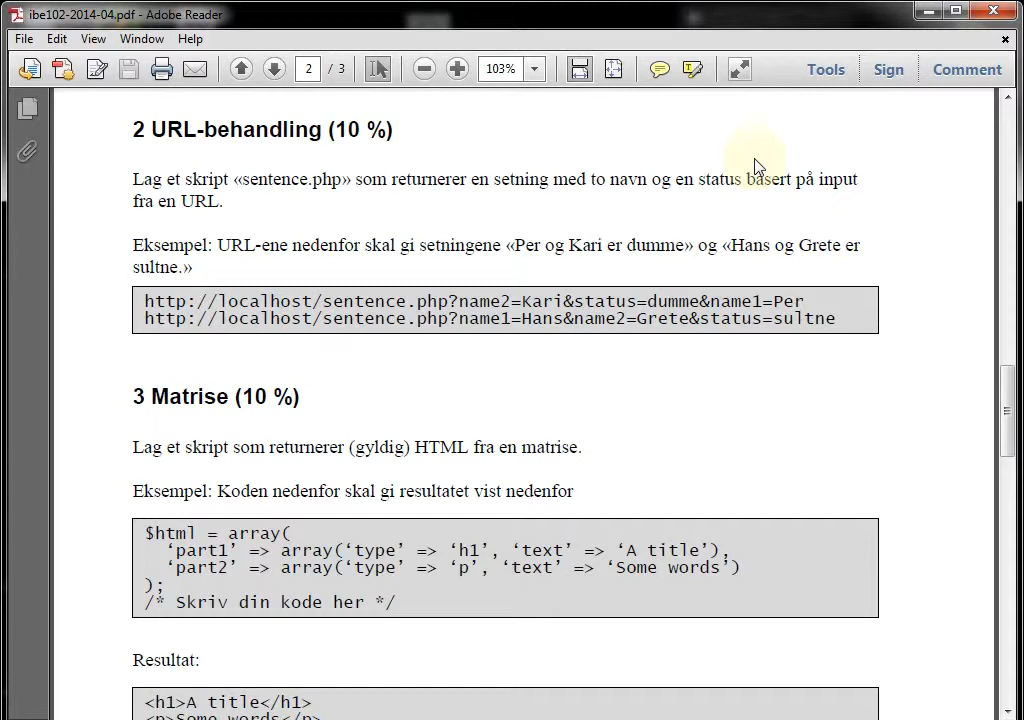 ibe102-2014-04.pdf - Adobe Reader
File Edit View Window Help
2 / 3 103% Tools Sign Comment
2 URL-behandling (10 %)
Lag et skript «sentence.php» som returnerer en setning med to navn og en status basert på input
fra en URL.
Eksempel: URL-ene nedenfor skal gi setningene «Per og Kari er dumme» og «Hans og Grete er
sultne.»
http://localhost/sentence.php?name2=Kari&status=dumme&name1=Per
http://localhost/sentence.php?name1=Hans&name2=Grete&status=sultne
3 Matrise (10 %)
Lag et skript som returnerer (gyldig) HTML fra en matrise.
Eksempel: Koden nedenfor skal gi resultatet vist nedenfor
$html = array(
‘part1’ => array(‘type’ => ‘h1’, ‘text’ => ‘A title’),
‘part2’ => array(‘type’ => ‘p’, ‘text’ => ‘Some words’)
);
/* Skriv din kode her */
Resultat:
<h1>A title</h1>
<p>Some words</p>